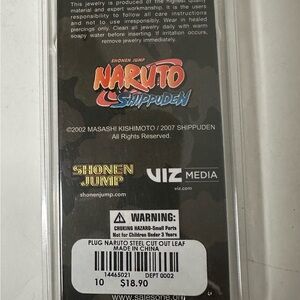 This jewelry is produced of the highest quality
material and expert workmanship. It is the users
responsibility to follow all care instructions
and not to use irresponsibly. Wear in healed
piercings only. Clean all jewelry daily with warm
soapy water before inserting. If irritation occurs,
remove immediately.
SHONEN JUMP
NARUTO
SHIPPUDEN
©2002 MASASHI KISHIMOTO / 2007 SHIPPUDEN
All Rights Reserved.
SHONEN
JUMP
shonenjump.com
VIZ MEDIA
viz.com
WARNING:
CHOKING HAZARD-Small Parts
Not for Children Under 3 Years
PLUG NARUTO STEEL CUT OUT LEAF
MADE IN CHINA
14465021 DEPT 0002
10 $18.90